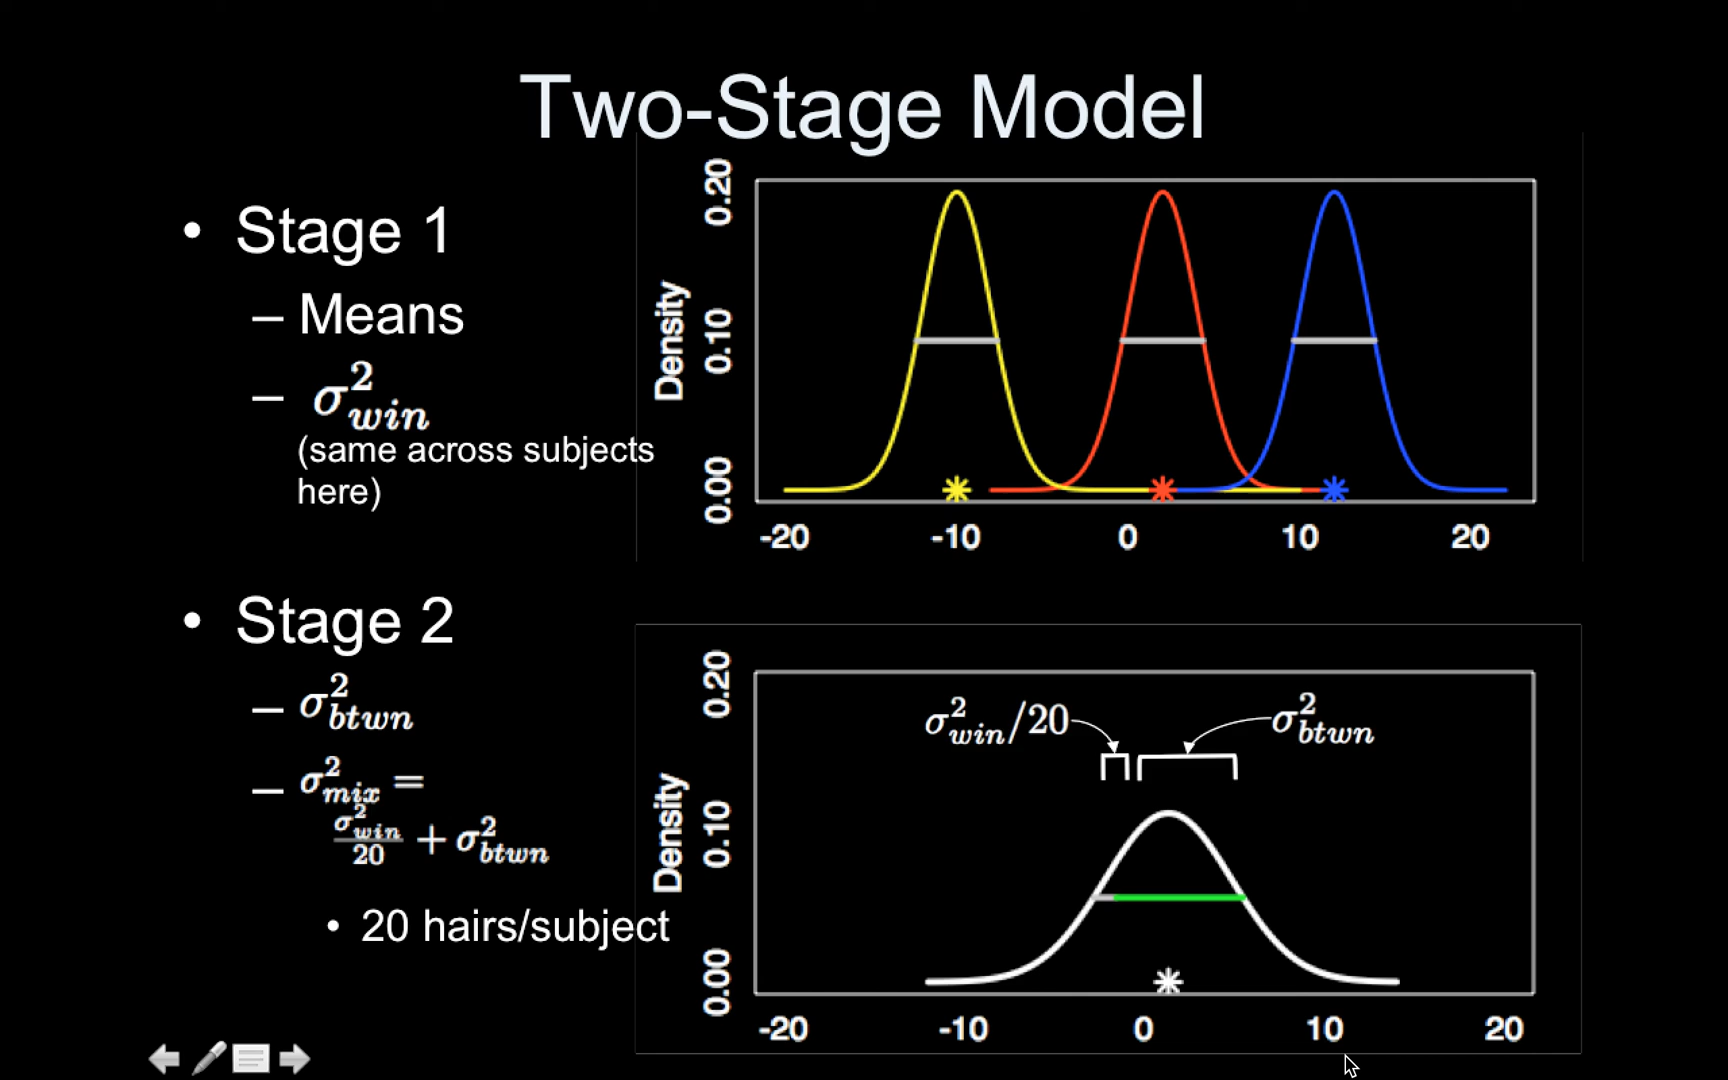 Two-Stage Model
• Stage 1
– Means
– σ²win
(same across subjects
here)
0.20
0.10
0.00
Density
-20 -10 0 10 20
• Stage 2
– σ²btwn
– σ²mix =
σ²win/20 + σ²btwn
• 20 hairs/subject
0.20
0.10
0.00
Density
σ²win/20 σ²btwn
-20 -10 0 10 20